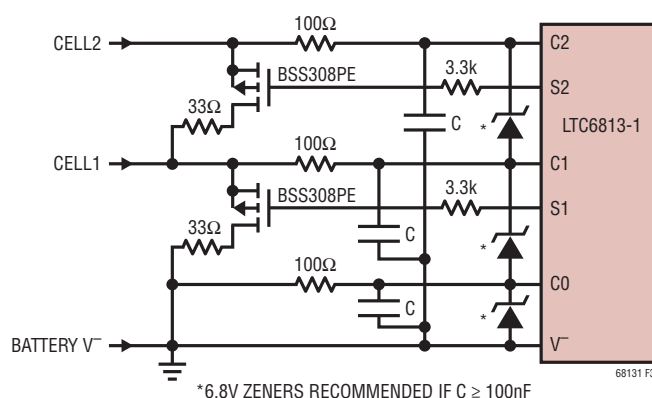 100Ω
CELL2
C2
BSS308PE
3.3k
S2
33Ω
LTC6813-1
*
C
100Ω
CELL1
C1
BSS308PE
3.3k
S1
33Ω
C
*
100Ω
C0
C
*
BATTERY V–
V–
*6.8V ZENERS RECOMMENDED IF C ≥ 100nF